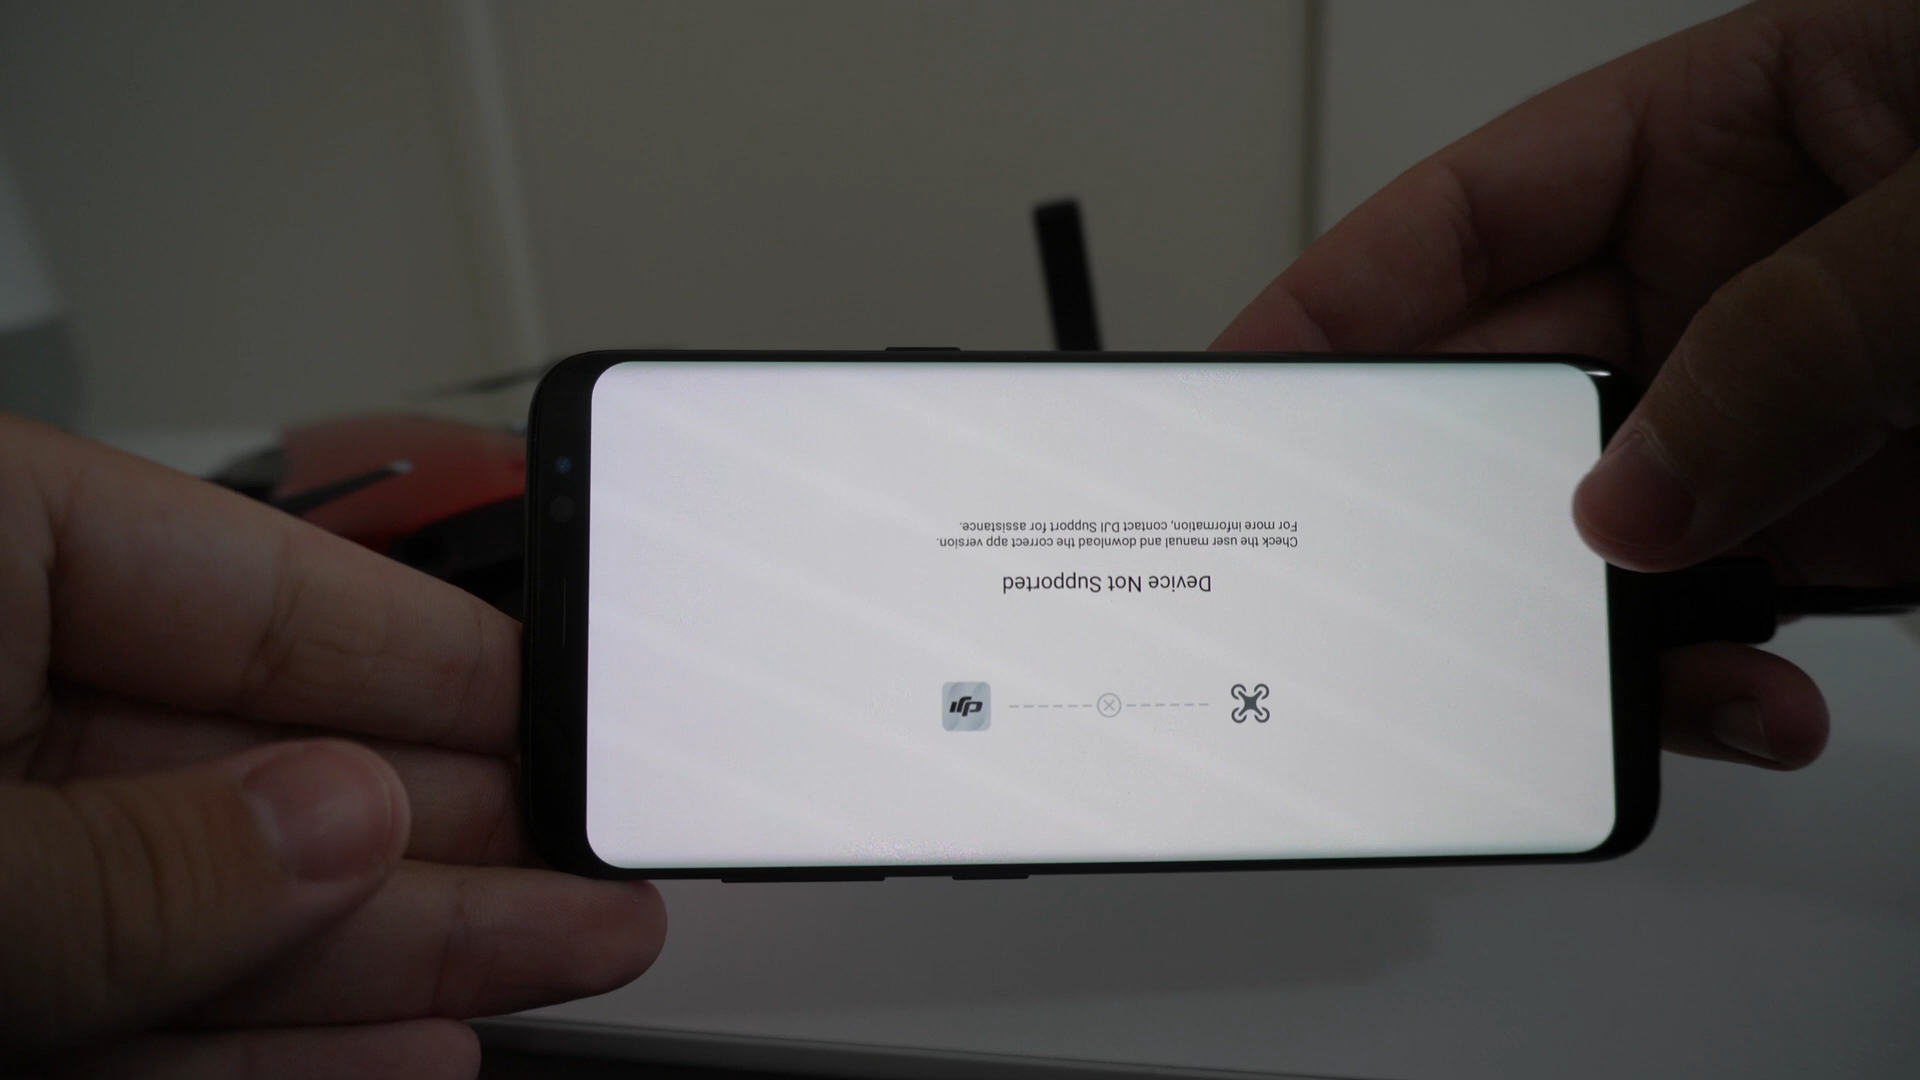 dji
Device Not Supported
Check the user manual and download the correct app version.
For more information, contact DJI Support for assistance.